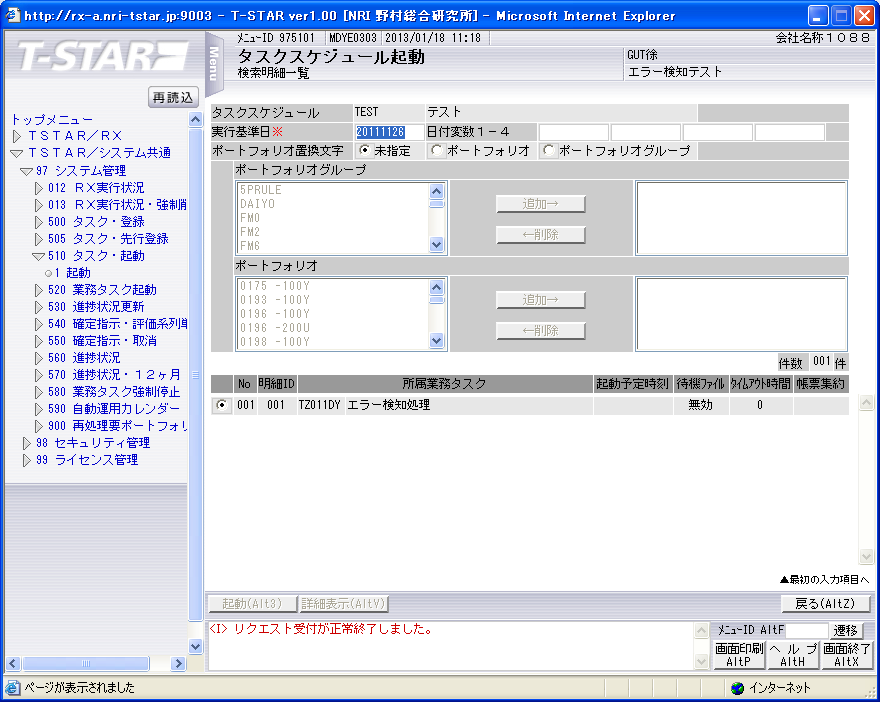 http://rx-a.nri-tstar.jp:9003 - T-STAR ver1.00 [NRI 野村総合研究所] - Microsoft Internet Explorer
T-STAR
Menu
ﾒﾆｭｰID 975101 MDYE0303 2013/01/18 11:18 会社名称１０８８
タスクスケジュール起動
検索明細一覧
GUT徐
エラー検知テスト
再読込
トップメニュー
ＴＳＴＡＲ／ＲＸ
ＴＳＴＡＲ／システム共通
97 システム管理
012 ＲＸ実行状況
013 ＲＸ実行状況・強制削
500 タスク・登録
505 タスク・先行登録
510 タスク・起動
1 起動
520 業務タスク起動
530 進捗状況更新
540 確定指示・評価系列単
550 確定指示・取消
560 進捗状況
570 進捗状況・１２ヶ月
580 業務タスク強制停止
590 自動運用カレンダー
900 再処理要ポートフォリ
98 セキュリティ管理
99 ライセンス管理
タスクスケジュール TEST テスト
実行基準日※ 20111126 日付変数１－４
ポートフォリオ置換文字 未指定 ポートフォリオ ポートフォリオグループ
ポートフォリオグループ
5PRULE
DAIYO
FM0
FM2
FM6
追加→
←削除
ポートフォリオ
0175 -100Y
0193 -100Y
0196 -100Y
0196 -200U
0198 -100Y
追加→
←削除
件数 001 件
No 明細ID 所属業務タスク 起動予定時刻 待機ﾌｧｲﾙ ﾀｲﾑｱｳﾄ時間 帳票集約
001 001 TZ011DY エラー検知処理 無効 0
▲最初の入力項目へ
起動(Alt3) 詳細表示(AltY) 戻る(AltZ)
<I> リクエスト受付が正常終了しました。
ﾒﾆｭｰID AltF 遷移
画面印刷 AltP
ヘ ル プ AltH
画面終了 AltX
ページが表示されました インターネット